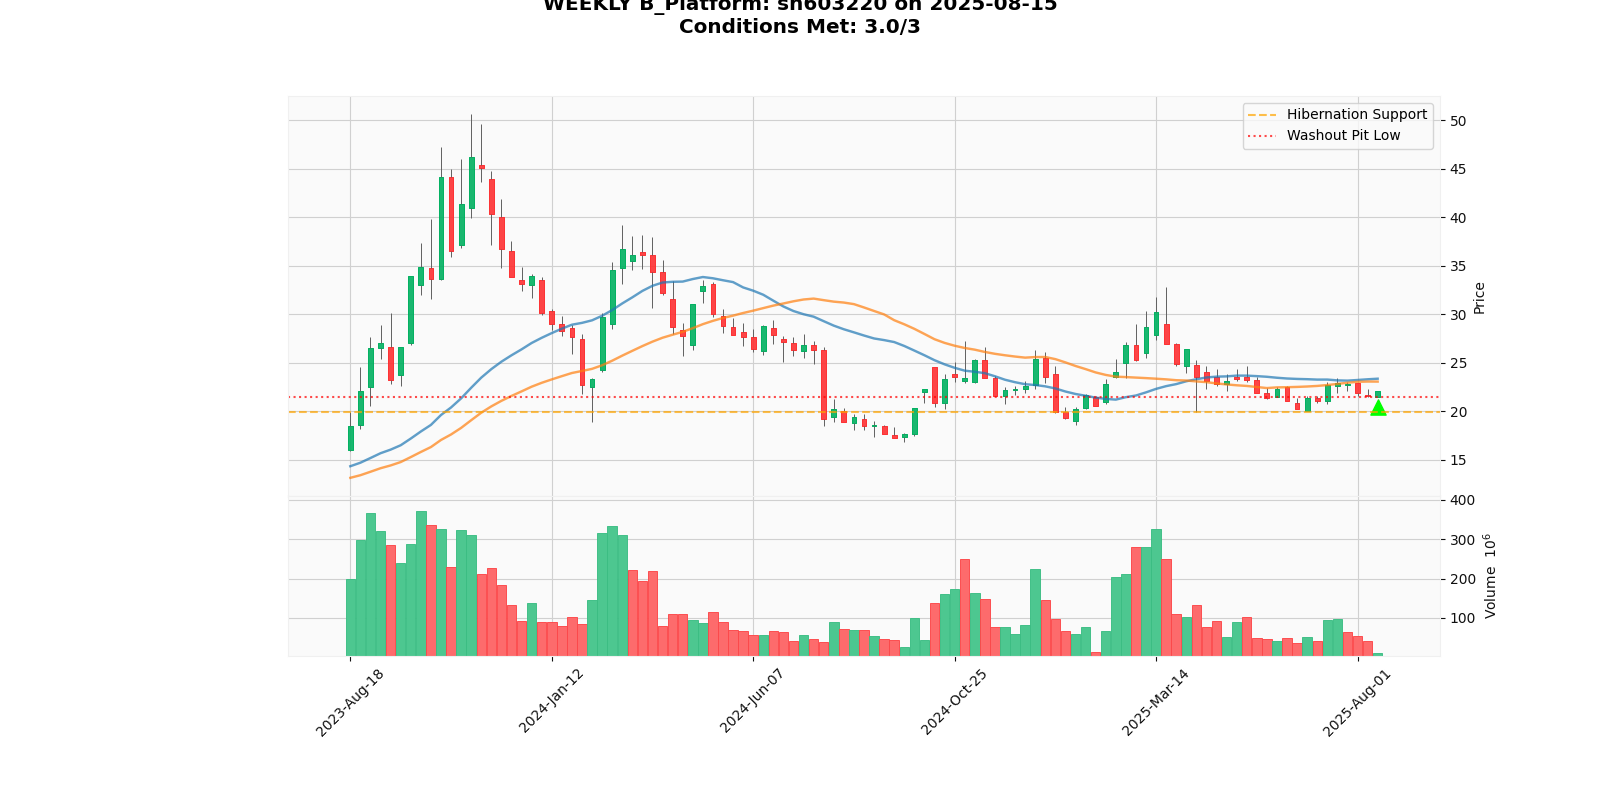 WEEKLY B_Platform: sh603220 on 2025-08-15
Conditions Met: 3.0/3
Hibernation Support
Washout Pit Low
50
45
40
35
30
25
20
15
Price
400
300
200
100
Volume 10⁶
2023-Aug-18
2024-Jan-12
2024-Jun-07
2024-Oct-25
2025-Mar-14
2025-Aug-01